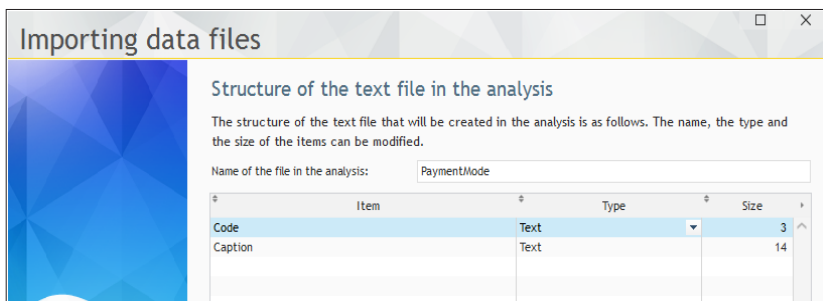 Importing data files
Structure of the text file in the analysis
The structure of the text file that will be created in the analysis is as follows. The name, the type and
the size of the items can be modified.
Name of the file in the analysis: PaymentMode
Item Type Size
Code Text 3
Caption Text 14